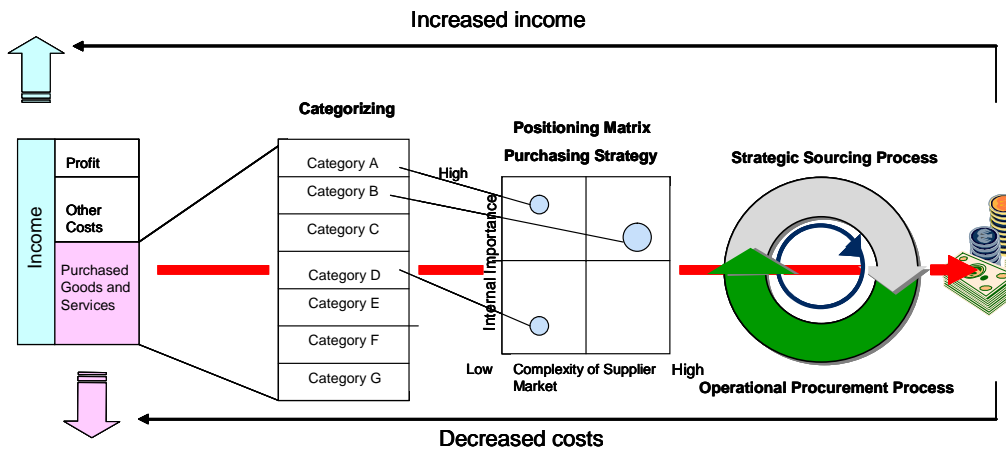 Increased income
Categorizing
Positioning Matrix
Purchasing Strategy
Strategic Sourcing Process
Income
Profit
Other
Costs
Purchased
Goods and
Services
Category A
Category B
Category C
Category D
Category E
Category F
Category G
High
Internal Importance
Low
Complexity of Supplier
Market
High
Operational Procurement Process
Decreased costs